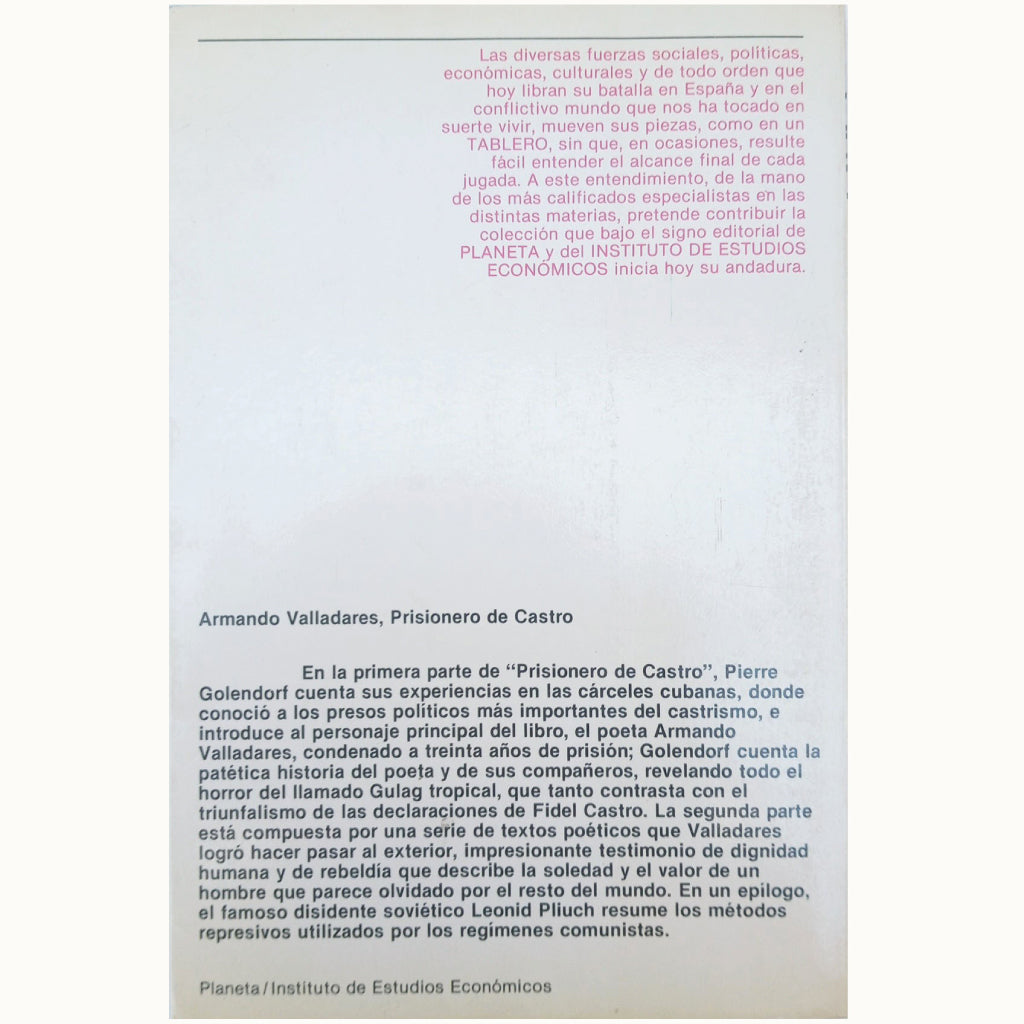 Las diversas fuerzas sociales, políticas,
económicas, culturales y de todo orden que
hoy libran su batalla en España y en el
conflictivo mundo que nos ha tocado en
suerte vivir, mueven sus piezas, como en un
TABLERO, sin que, en ocasiones, resulte
fácil entender el alcance final de cada
jugada. A este entendimiento, de la mano
de los más calificados especialistas en las
distintas materias, pretende contribuir la
colección que bajo el signo editorial de
PLANETA y del INSTITUTO DE ESTUDIOS
ECONÓMICOS inicia hoy su andadura.
Armando Valladares, Prisionero de Castro
En la primera parte de “Prisionero de Castro”, Pierre
Golendorf cuenta sus experiencias en las cárceles cubanas, donde
conoció a los presos políticos más importantes del castrismo, e
introduce al personaje principal del libro, el poeta Armando
Valladares, condenado a treinta años de prisión; Golendorf cuenta la
patética historia del poeta y de sus compañeros, revelando todo el
horror del llamado Gulag tropical, que tanto contrasta con el
triunfalismo de las declaraciones de Fidel Castro. La segunda parte
está compuesta por una serie de textos poéticos que Valladares
logró hacer pasar al exterior, impresionante testimonio de dignidad
humana y de rebeldía que describe la soledad y el valor de un
hombre que parece olvidado por el resto del mundo. En un epílogo,
el famoso disidente soviético Leonid Pliuch resume los métodos
represivos utilizados por los regímenes comunistas.
Planeta/Instituto de Estudios Económicos